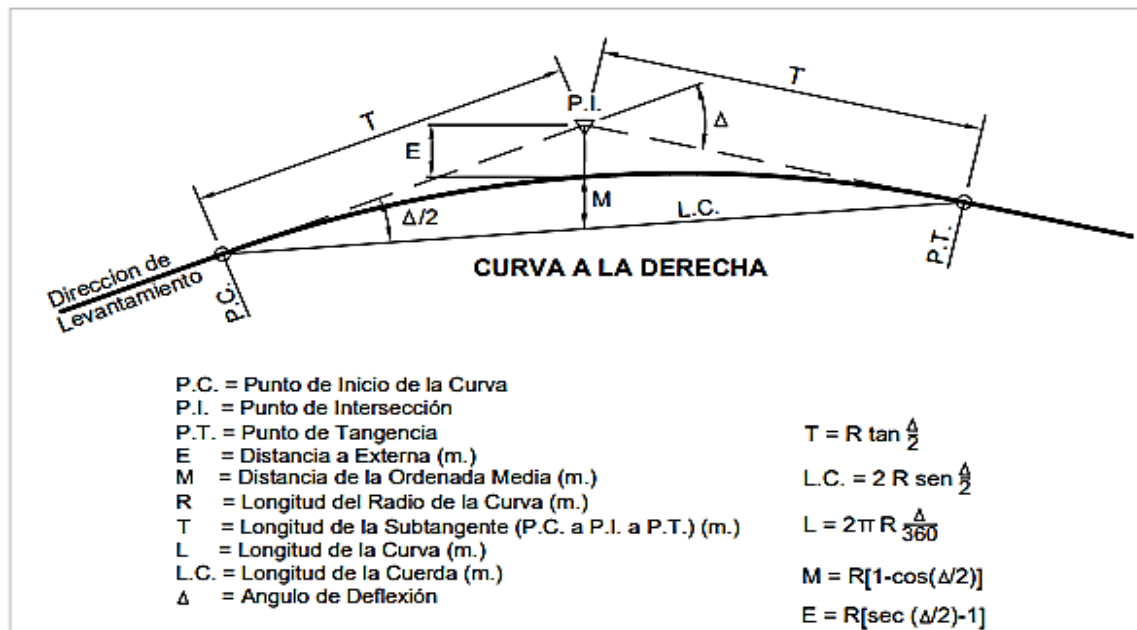 T
T
P.I.
Δ
E
M
Δ/2
L.C.
CURVA A LA DERECHA
Direccion de
Levantamiento
P.C.
P.T.
P.C. = Punto de Inicio de la Curva
P.I. = Punto de Intersección
P.T. = Punto de Tangencia
E = Distancia a Externa (m.)
M = Distancia de la Ordenada Media (m.)
R = Longitud del Radio de la Curva (m.)
T = Longitud de la Subtangente (P.C. a P.I. a P.T.) (m.)
L = Longitud de la Curva (m.)
L.C. = Longitud de la Cuerda (m.)
Δ = Angulo de Deflexión
T = R tan Δ/2
L.C. = 2 R sen Δ/2
L = 2π R Δ/360
M = R[1-cos(Δ/2)]
E = R[sec (Δ/2)-1]